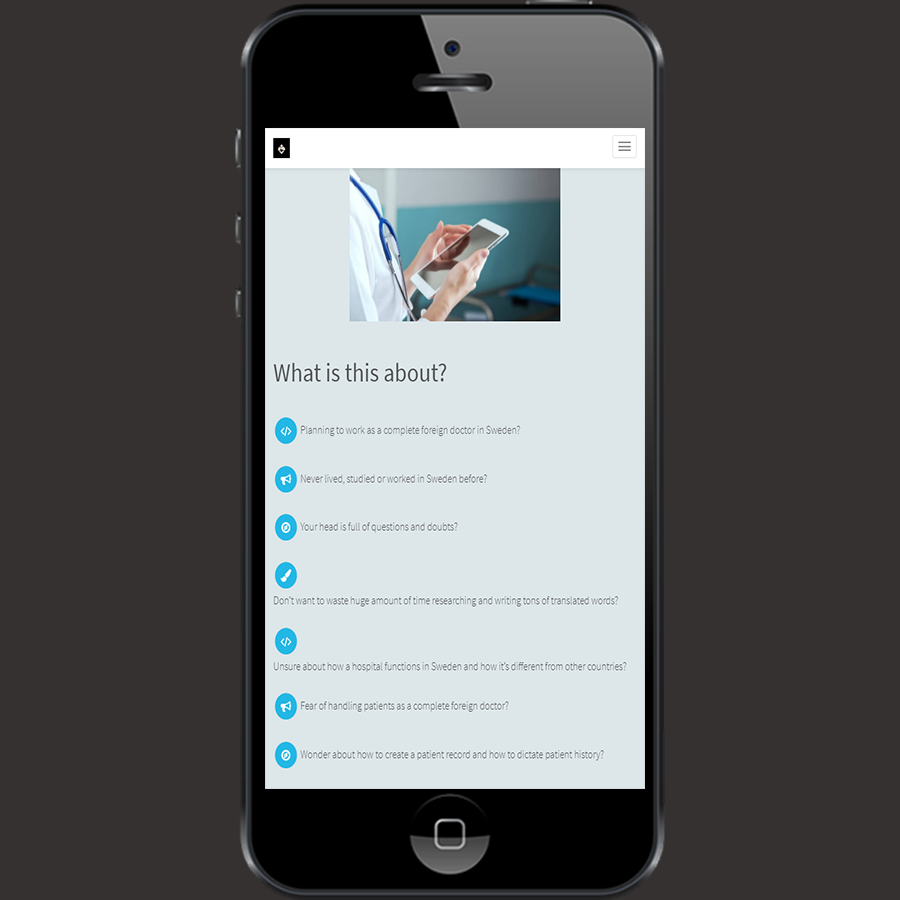 What is this about?
Planning to work as a complete foreign doctor in Sweden?
Never lived, studied or worked in Sweden before?
Your head is full of questions and doubts?
Don't want to waste huge amount of time researching and writing tons of translated words?
Unsure about how a hospital functions in Sweden and how it's different from other countries?
Fear of handling patients as a complete foreign doctor?
Wonder about how to create a patient record and how to dictate patient history?